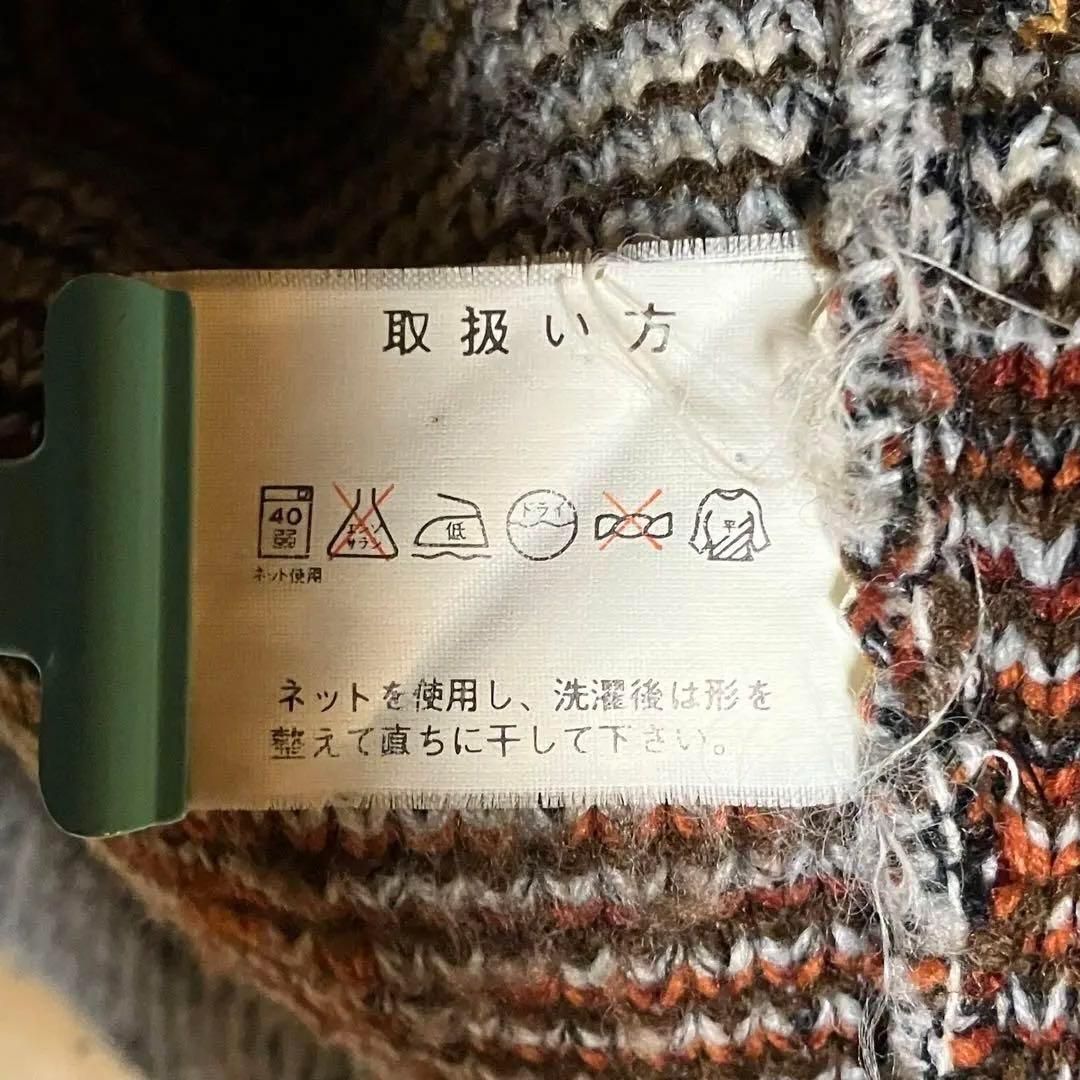 取扱い方
40 弱 エンソ サラシ 低 ドライ 平
ネット使用
ネットを使用し、洗濯後は形を
整えて直ちに干して下さい。